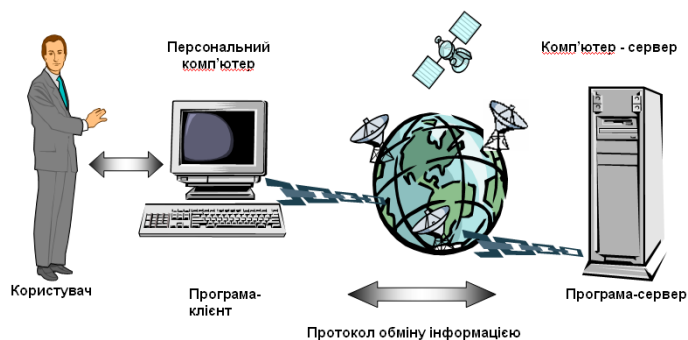 Персональний
комп’ютер
Комп’ютер - сервер
Користувач
Програма-
клієнт
Програма-сервер
Протокол обміну інформацією